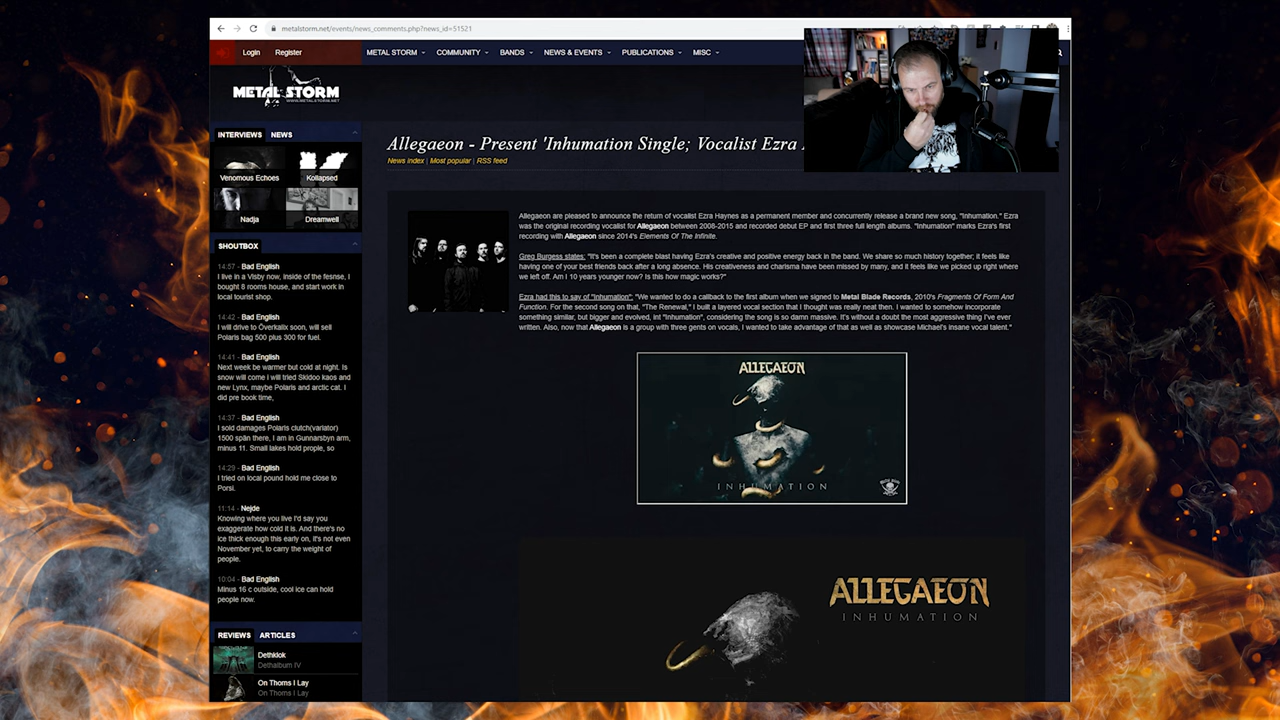 metalstorm.net/events/news_comments.php?news_id=51521
Login Register METAL STORM COMMUNITY BANDS NEWS & EVENTS PUBLICATIONS MISC
METAL STORM
WWW.METALSTORM.NET
INTERVIEWS NEWS
Venomous Echoes Kollapsed
Nadja Dreamwell
SHOUTBOX
14:57 - Bad English
I live in a Visby now, inside of the fesnse, I
bought 8 rooms house, and start work in
local tourist shop.
14:42 - Bad English
I will drive to Överkalix soon, will sell
Polaris bag 500 plus 300 for fuel.
14:41 - Bad English
Next week be warmer but cold at night. Is
snow will come i will tried Skidoo kaos and
new Lynx, maybe Polaris and arctic cat. I
did pre book time,
14:37 - Bad English
I sold damages Polaris clutch(variator)
1500 spän there, I am in Gunnarsbyn arm,
minus 11. Small lakes hold prople, so
14:29 - Bad English
I tried on local pound hold me close to
Porsi.
11:14 - Nejde
Knowing where you live I'd say you
exaggerate how cold it is. And there's no
ice thick enough this early on, it's not even
November yet, to carry the weight of
people.
10:04 - Bad English
Minus 16 c outside, cool ice can hold
people now.
REVIEWS ARTICLES
Dethklok
Dethalbum IV
On Thorns I Lay
On Thorns I Lay
Allegaeon - Present 'Inhumation Single; Vocalist Ezra
News index | Most popular | RSS feed
Allegaeon are pleased to announce the return of vocalist Ezra Haynes as a permanent member and concurrently release a brand new song, "Inhumation." Ezra
was the original recording vocalist for Allegaeon between 2008-2015 and recorded debut EP and first three full length albums. "Inhumation" marks Ezra's first
recording with Allegaeon since 2014's Elements Of The Infinite.
Greg Burgess states: "It's been a complete blast having Ezra's creative and positive energy back in the band. We share so much history together; it feels like
having one of your best friends back after a long absence. His creativeness and charisma have been missed by many, and it feels like we picked up right where
we left off. Am I 10 years younger now? Is this how magic works?"
Ezra had this to say of "Inhumation": "We wanted to do a callback to the first album when we signed to Metal Blade Records, 2010's Fragments Of Form And
Function. For the second song on that, "The Renewal," I built a layered vocal section that I thought was really neat then. I wanted to somehow incorporate
something similar, but bigger and evolved, int "Inhumation", considering the song is so damn massive. It's without a doubt the most aggressive thing I've ever
written. Also, now that Allegaeon is a group with three gents on vocals, I wanted to take advantage of that as well as showcase Michael's insane vocal talent."
ALLEGAEON
INHUMATION
ALLEGAEON
INHUMATION